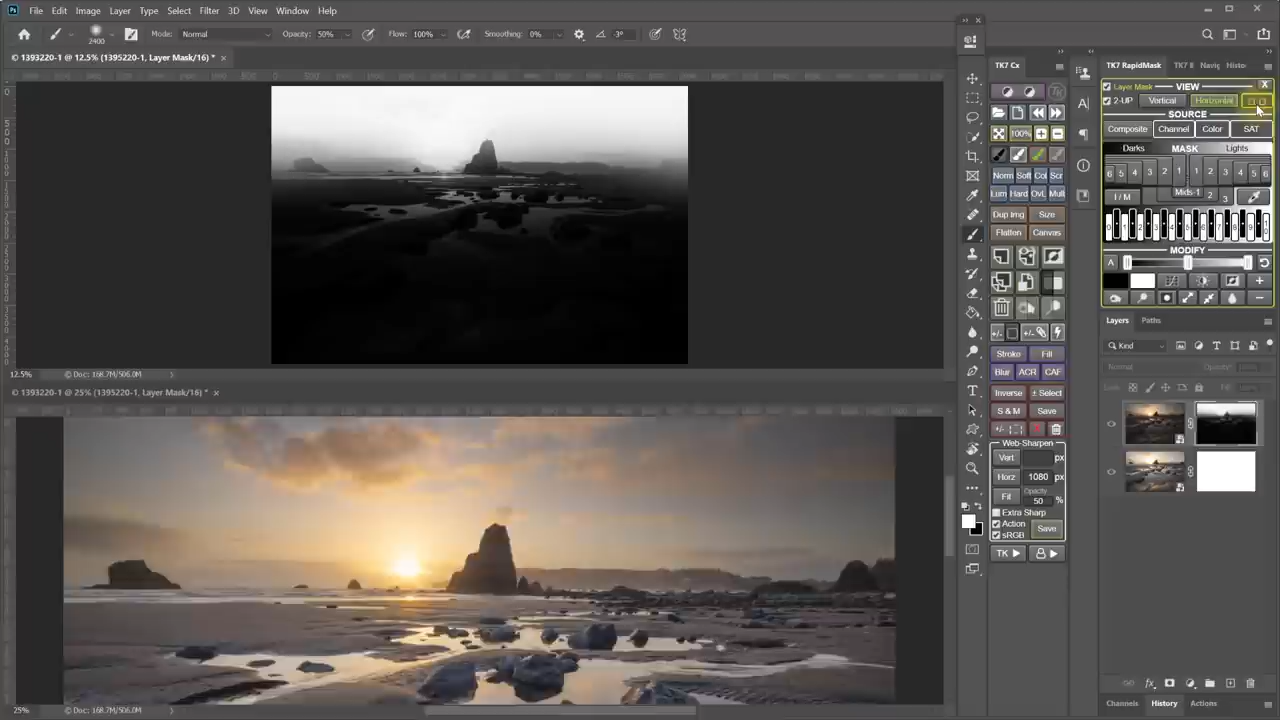 File Edit Image Layer Type Select Filter 3D View Window Help
Mode: Normal Opacity: 50% Flow: 100% Smoothing: 0% -3°
© 1393220-1 @ 12.5% (1395220-1, Layer Mask/16) * ×
12.5% Doc: 168.7M/506.0M
© 1393220-1 @ 25% (1395220-1, Layer Mask/16) * ×
25% Doc: 168.7M/506.0M
TK7 Cx
100%
Norm Soft Col Scr
Lum Hard OvL Mult
Dup Img Size
Flatten Canvas
Stroke Fill
Blur ACR CAF
Inverse ± Select
S & M Save
Web-Sharpen
Vert px
Horz 1080 px
Opacity
Fit 50 %
Extra Sharp
Action
sRGB Save
TK
TK7 RapidMask Navig Histo
Layer Mask VIEW X
2-UP Vertical Horizontal
SOURCE
Composite Channel Color SAT
Darks MASK Lights
6 5 4 3 2 1 1 2 3 4 5 6
Mids-1 2 3
I / M
MODIFY
A
Layers Paths
Kind
Normal Opacity:
Lock: Fill:
Channels History Actions